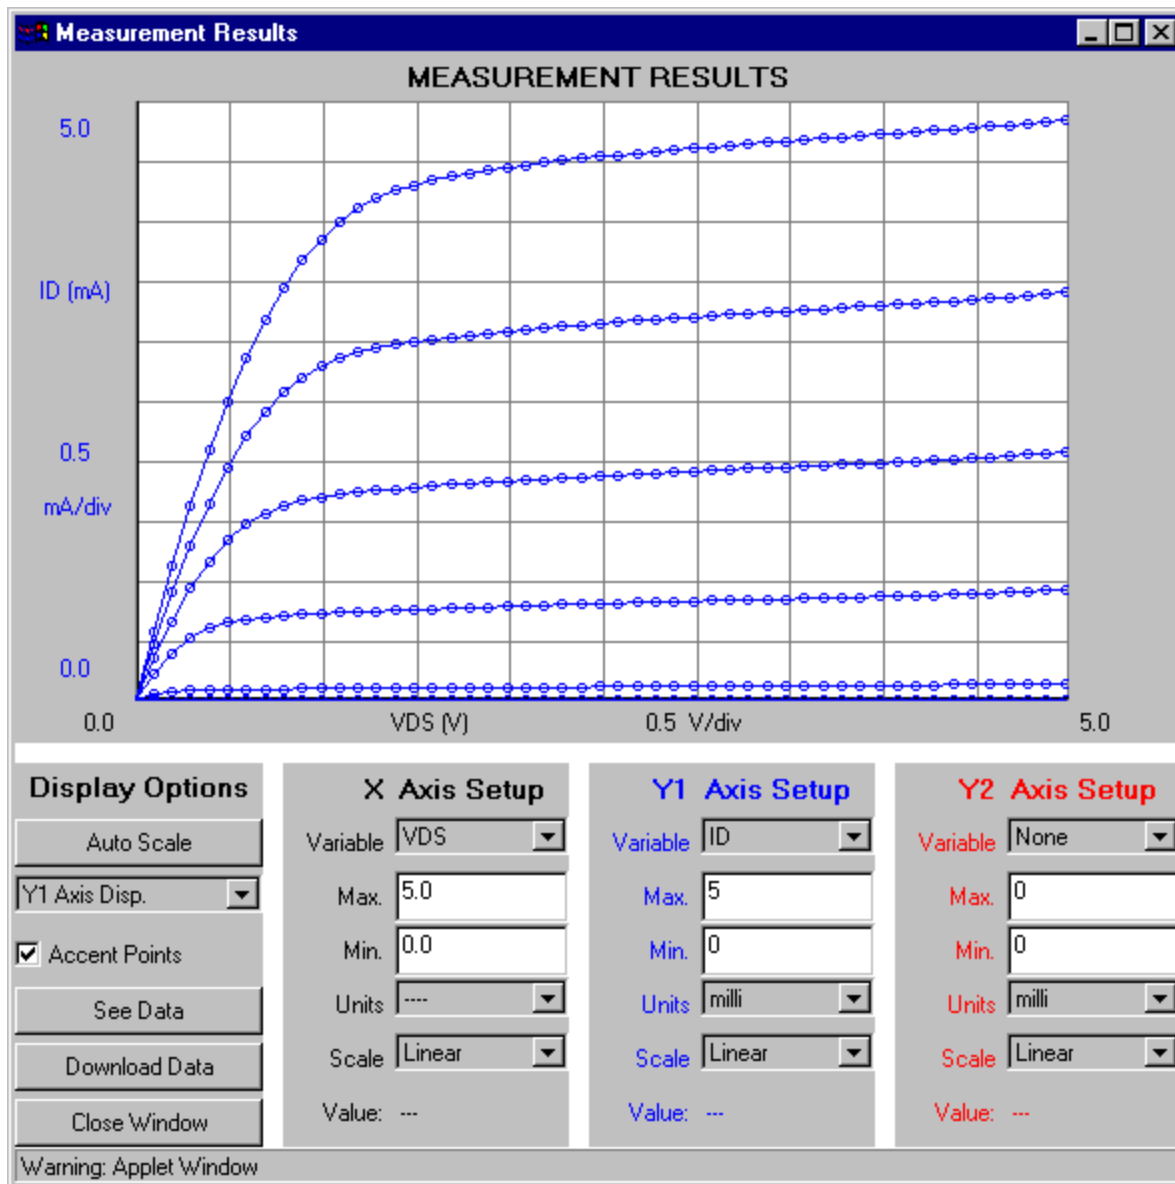 Measurement Results
MEASUREMENT RESULTS
5.0
ID (mA)
0.5
mA/div
0.0
0.0 VDS (V) 0.5 V/div 5.0
Display Options
Auto Scale
Y1 Axis Disp.
Accent Points
See Data
Download Data
Close Window
X Axis Setup
Variable VDS
Max. 5.0
Min. 0.0
Units ----
Scale Linear
Value: ---
Y1 Axis Setup
Variable ID
Max. 5
Min. 0
Units milli
Scale Linear
Value: ---
Y2 Axis Setup
Variable None
Max. 0
Min. 0
Units milli
Scale Linear
Value: ---
Warning: Applet Window